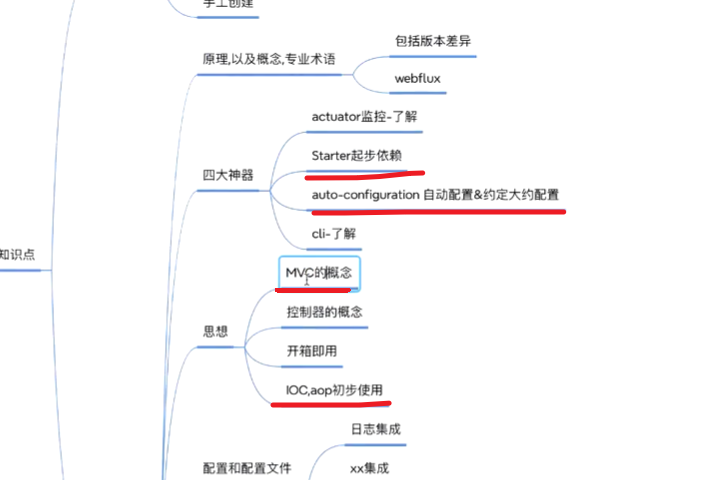 手工创建
包括版本差异
原理,以及概念,专业术语
webflux
actuator监控-了解
Starter起步依赖
四大神器
auto-configuration 自动配置&约定大约配置
cli-了解
知识点
MVC的概念
控制器的概念
思想
开箱即用
IOC,aop初步使用
日志集成
配置和配置文件
xx集成